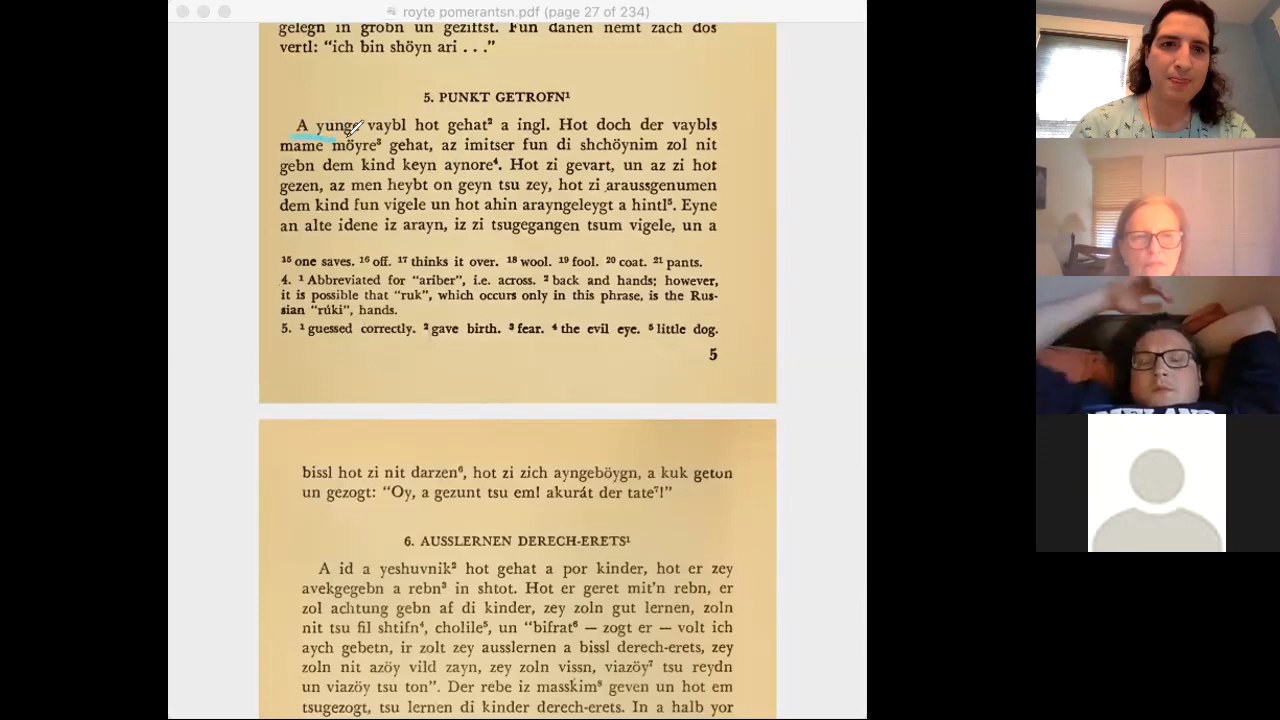 royte pomerantsn.pdf (page 27 of 234)
gelegn in grobn un geziftst. Fun danen nemt zach dos
vertl: “ich bin shöyn ari . . .”
5. PUNKT GETROFN¹
A yunge vaybl hot gehat² a ingl. Hot doch der vaybls
mame möyre³ gehat, az imitser fun di shchöynim zol nit
gebn dem kind keyn aynore⁴. Hot zi gevart, un az zi hot
gezen, az men heybt on geyn tsu zey, hot zi araussgenumen
dem kind fun vigele un hot ahin arayngeleygt a hintl⁵. Eyne
an alte idene iz arayn, iz zi tsugegangen tsum vigele, un a
¹⁵ one saves. ¹⁶ off. ¹⁷ thinks it over. ¹⁸ wool. ¹⁹ fool. ²⁰ coat. ²¹ pants.
4. ¹ Abbreviated for “ariber”, i.e. across. ² back and hands; however,
it is possible that “ruk”, which occurs only in this phrase, is the Rus-
sian “rúki”, hands.
5. ¹ guessed correctly. ² gave birth. ³ fear. ⁴ the evil eye. ⁵ little dog.
5
bissl hot zi nit darzen⁶, hot zi zich ayngeböygn, a kuk geton
un gezogt: “Oy, a gezunt tsu em! akurát der tate⁷!”
6. AUSSLERNEN DERECH-ERETS¹
A id a yeshuvnik² hot gehat a por kinder, hot er zey
avekgegebn a rebn³ in shtot. Hot er geret mit’n rebn, er
zol achtung gebn af di kinder, zey zoln gut lernen, zoln
nit tsu fil shtifn⁴, cholile⁵, un “bifrat⁶ — zogt er — volt ich
aych gebetn, ir zolt zey ausslernen a bissl derech-erets, zey
zoln nit azöy vild zayn, zey zoln vissn, viazöy⁷ tsu reydn
un viazöy tsu ton”. Der rebe iz masskim⁸ geven un hot em
tsugezogt, tsu lernen di kinder derech-erets. In a halb yor